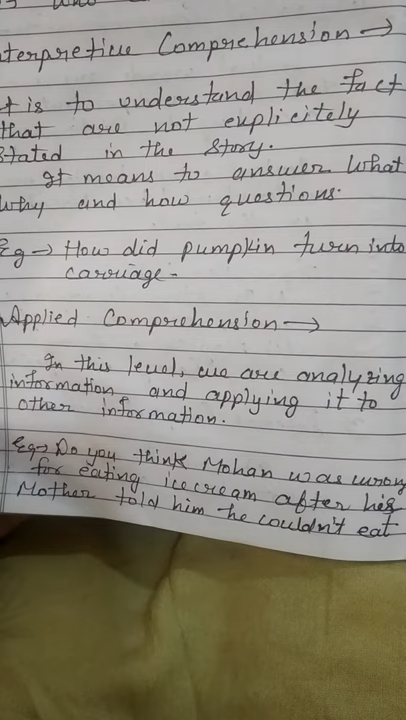 nterpretive Comprehension →
t is to understand the fact
that are not explicitely
stated in the story.
It means to answer What
Why and how questions.
Eg → How did pumpkin turn into
carriage -
Applied Comprehension →
In this level, we are analyzing
information and applying it to
other information.
Eg→ Do you think Mohan was wrong
for eating icecream after his
Mother told him he couldn't eat